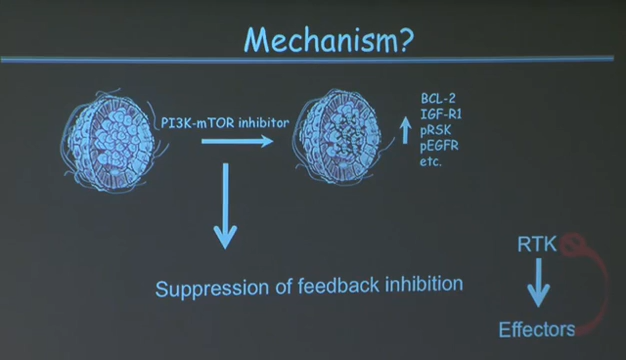 Mechanism?
PI3K-mTOR inhibitor
BCL-2
IGF-R1
pRSK
pEGFR
etc.
Suppression of feedback inhibition
RTK
Effectors